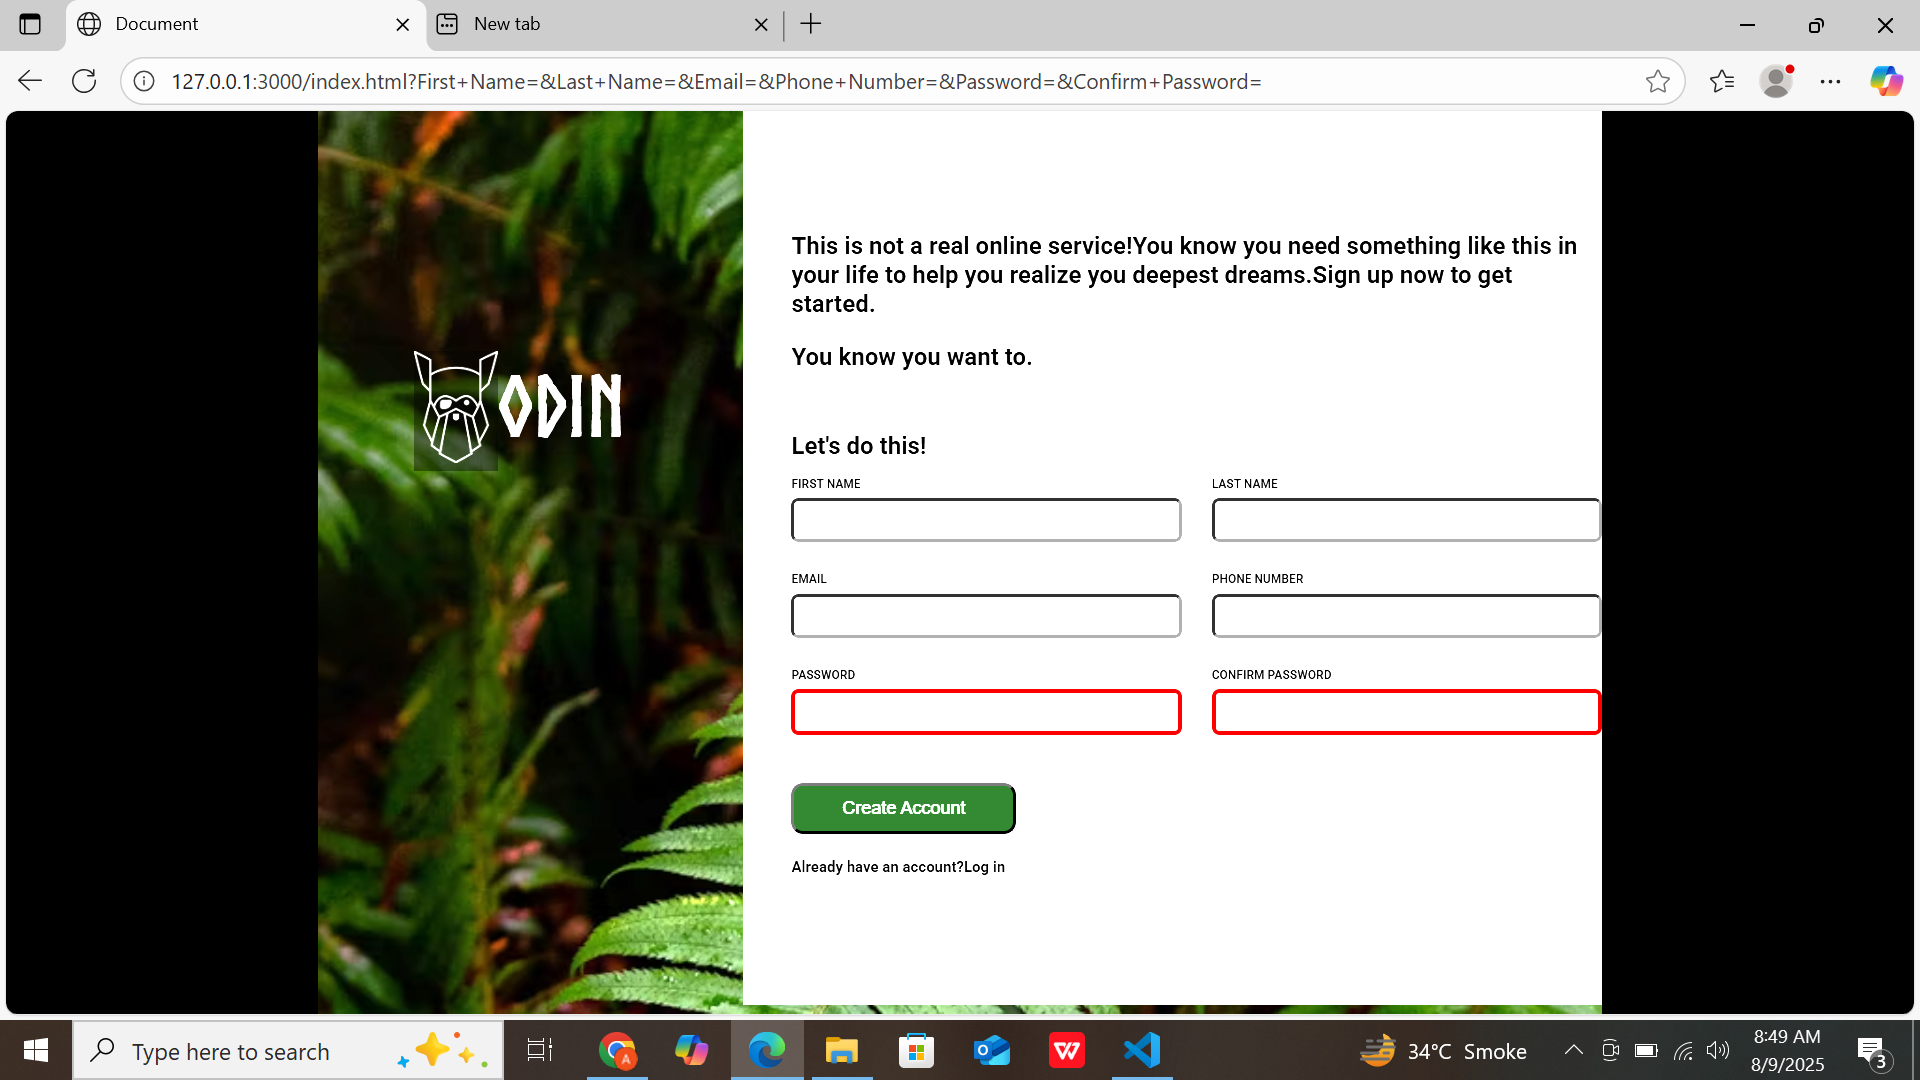 Document
New tab
127.0.0.1:3000/index.html?First+Name=&Last+Name=&Email=&Phone+Number=&Password=&Confirm+Password=
ODIN
This is not a real online service!You know you need something like this in
your life to help you realize you deepest dreams.Sign up now to get
started.
You know you want to.
Let's do this!
FIRST NAME
LAST NAME
EMAIL
PHONE NUMBER
PASSWORD
CONFIRM PASSWORD
Create Account
Already have an account?Log in
Type here to search
A
W
34°C Smoke
8:49 AM
8/9/2025
3